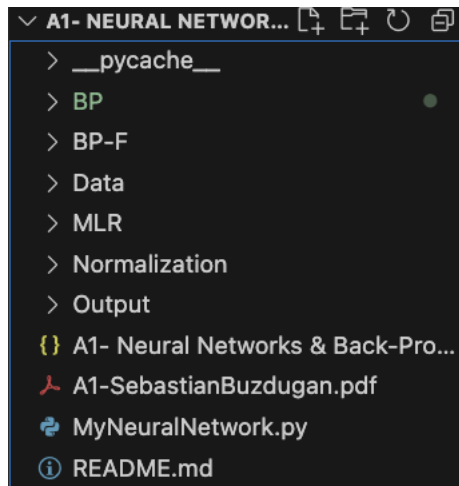 A1- NEURAL NETWOR...
__pycache__
BP
BP-F
Data
MLR
Normalization
Output
{} A1- Neural Networks & Back-Pro...
A1-SebastianBuzdugan.pdf
MyNeuralNetwork.py
README.md